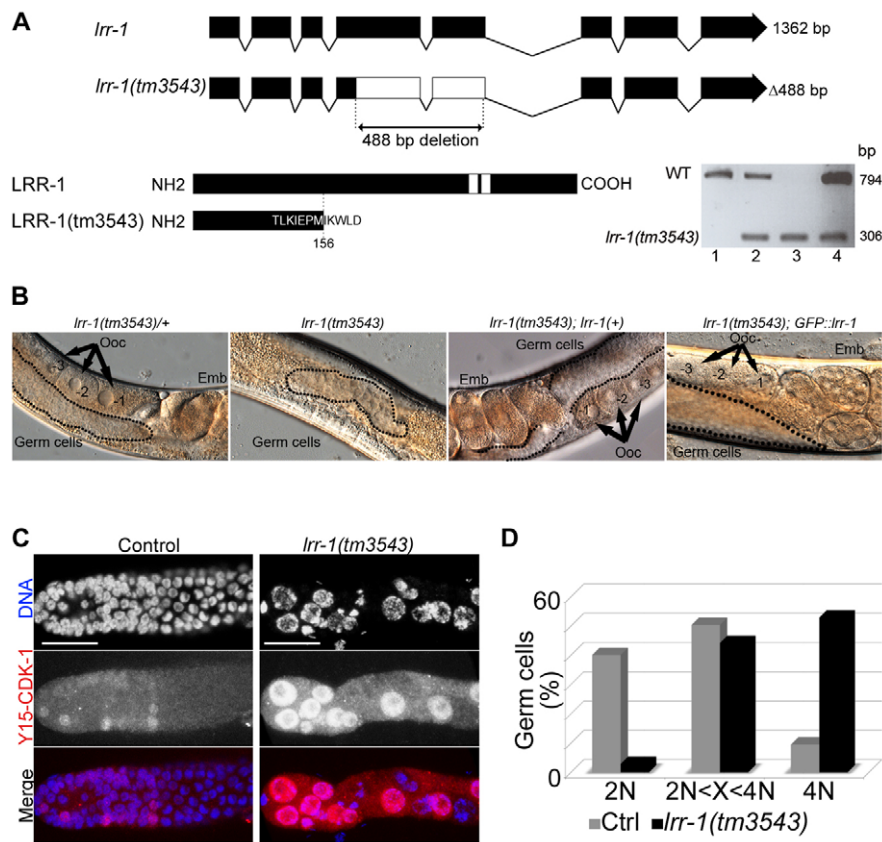 A
lrr-1
1362 bp
lrr-1(tm3543)
Δ488 bp
488 bp deletion
bp
LRR-1 NH2 COOH
WT 794
LRR-1(tm3543) NH2 TLKIEPMIKWLD
156
lrr-1(tm3543) 306
1 2 3 4
B
lrr-1(tm3543)/+ lrr-1(tm3543) lrr-1(tm3543); lrr-1(+) lrr-1(tm3543); GFP::lrr-1
Ooc Germ cells Ooc
-3 -2 -1 Emb
Germ cells
Germ cells
-1 -2 -3
Ooc
Emb
3 -2 1
Emb
Germ cells
C
Control lrr-1(tm3543)
DNA
Y15-CDK-1
Merge
D
60
Germ cells
(%)
0
2N 2N<X<4N 4N
Ctrl lrr-1(tm3543)